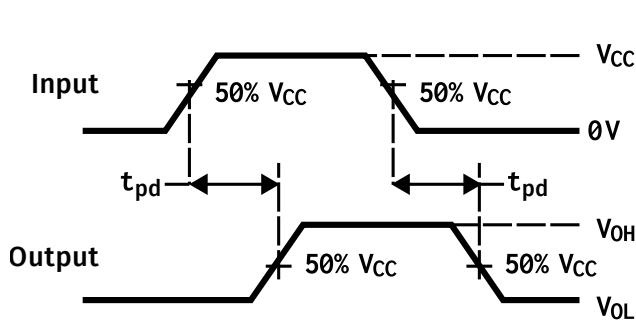 V_CC
Input
50% V_CC
50% V_CC
0V
t_pd
t_pd
V_OH
Output
50% V_CC
50% V_CC
V_OL